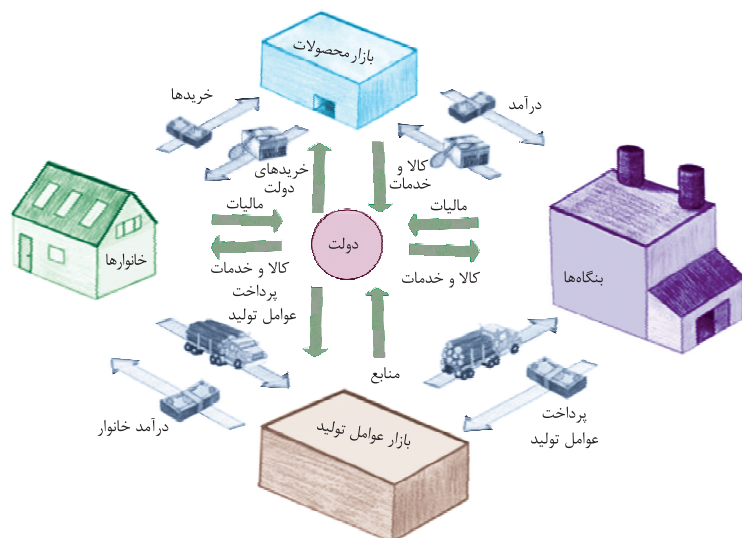 بازار محصولات
خریدها
درآمد
خریدهای
دولت
کالا و
خدمات
مالیات
مالیات
دولت
خانوارها
بنگاه‌ها
کالا و خدمات
کالا و خدمات
پرداخت
عوامل تولید
منابع
درآمد خانوار
پرداخت
عوامل تولید
بازار عوامل تولید